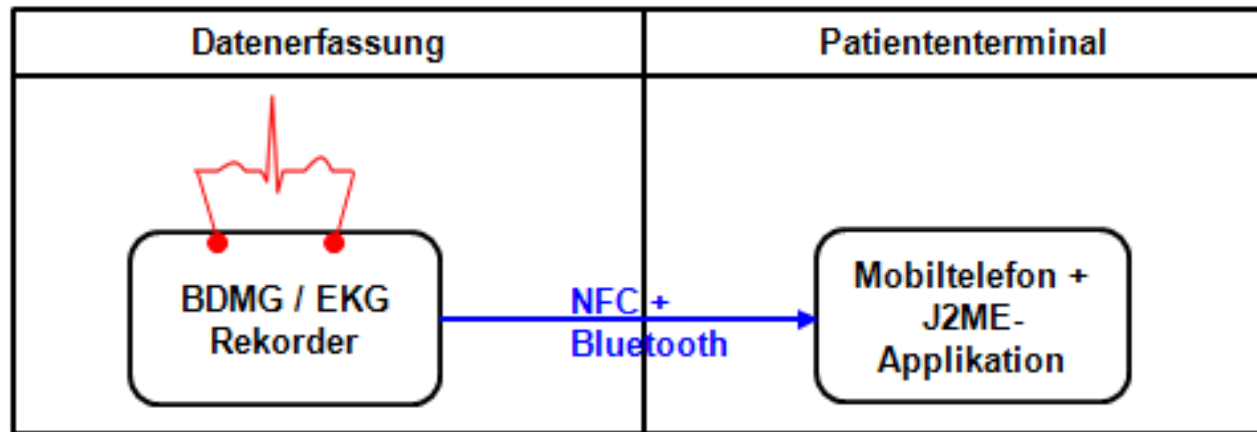 Datenerfassung
Patiententerminal
BDMG / EKG
Rekorder
NFC +
Bluetooth
Mobiltelefon +
J2ME-
Applikation